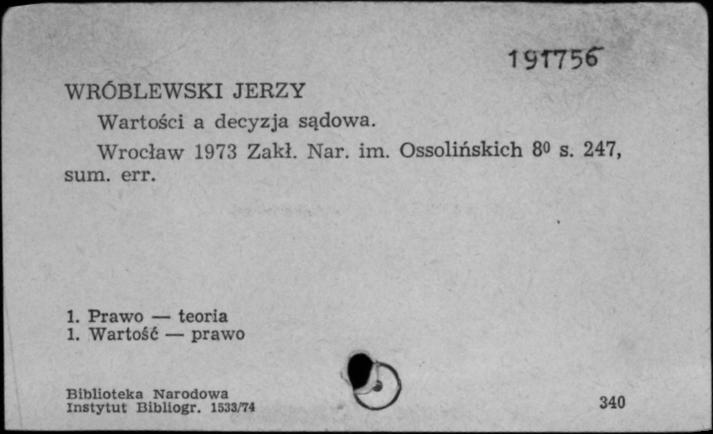 191756
WRÓBLEWSKI JERZY
Wartości a decyzja sądowa.
Wrocław 1973 Zakł. Nar. im. Ossolińskich 8⁰ s. 247,
sum. err.
1. Prawo — teoria
1. Wartość — prawo
Biblioteka Narodowa
Instytut Bibliogr. 1533/74
340